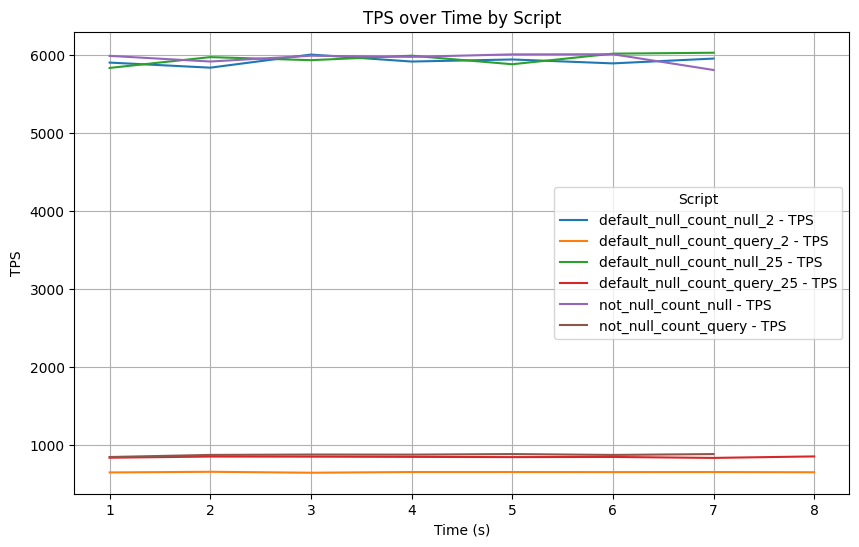 TPS over Time by Script
6000
5000
4000
3000
2000
1000
TPS
Script
default_null_count_null_2 - TPS
default_null_count_query_2 - TPS
default_null_count_null_25 - TPS
default_null_count_query_25 - TPS
not_null_count_null - TPS
not_null_count_query - TPS
1 2 3 4 5 6 7 8
Time (s)